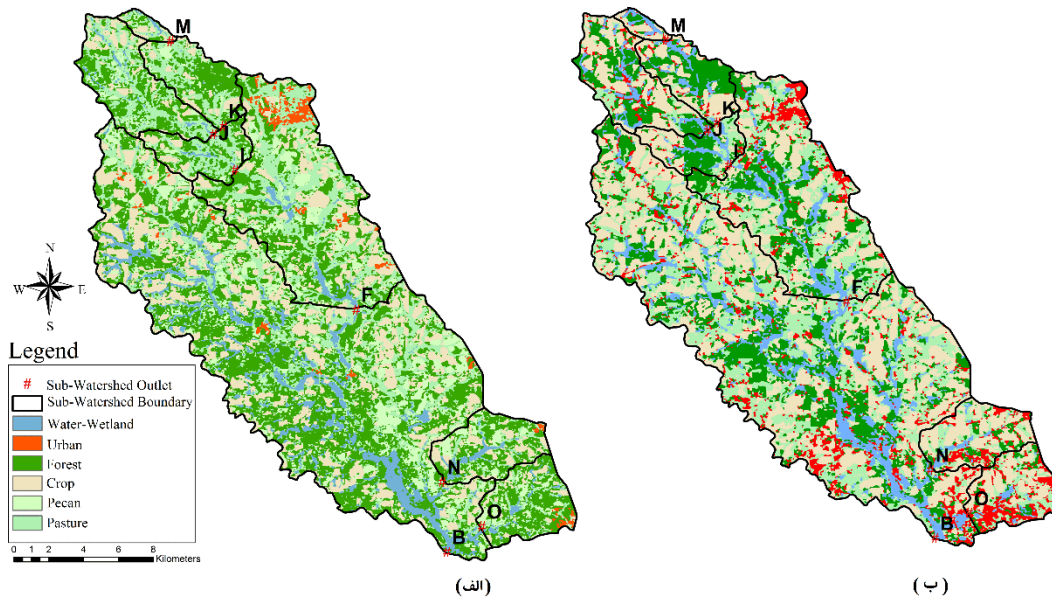 M
K
J
I
F
N
O
B
N
W E
S
Legend
# Sub-Watershed Outlet
Sub-Watershed Boundary
Water-Wetland
Urban
Forest
Crop
Pecan
Pasture
0 1 2 4 6 8
Kilometers
(الف)
M
K
J
I
F
N
O
B
(ب)